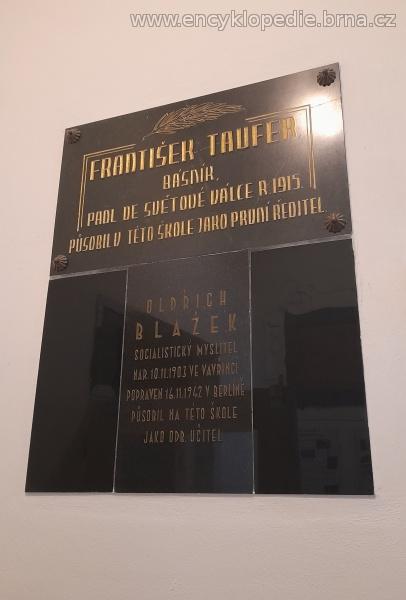 www.encyklopedie.brna.cz
FRANTIŠEK TAUFER
BÁSNÍK,
PADL VE SVĚTOVÉ VÁLCE R. 1915.
PŮSOBIL V TÉTO ŠKOLE JAKO PRVNÍ ŘEDITEL
OLDŘICH
BLAŽEK
SOCIALISTICKÝ MYSLITEL
NAR. 10.11.1903 VE VAVŘINCI
POPRAVEN 16.11.1942 V BERLÍNĚ
PŮSOBIL NA TÉTO ŠKOLE
JAKO ODB. UČITEL